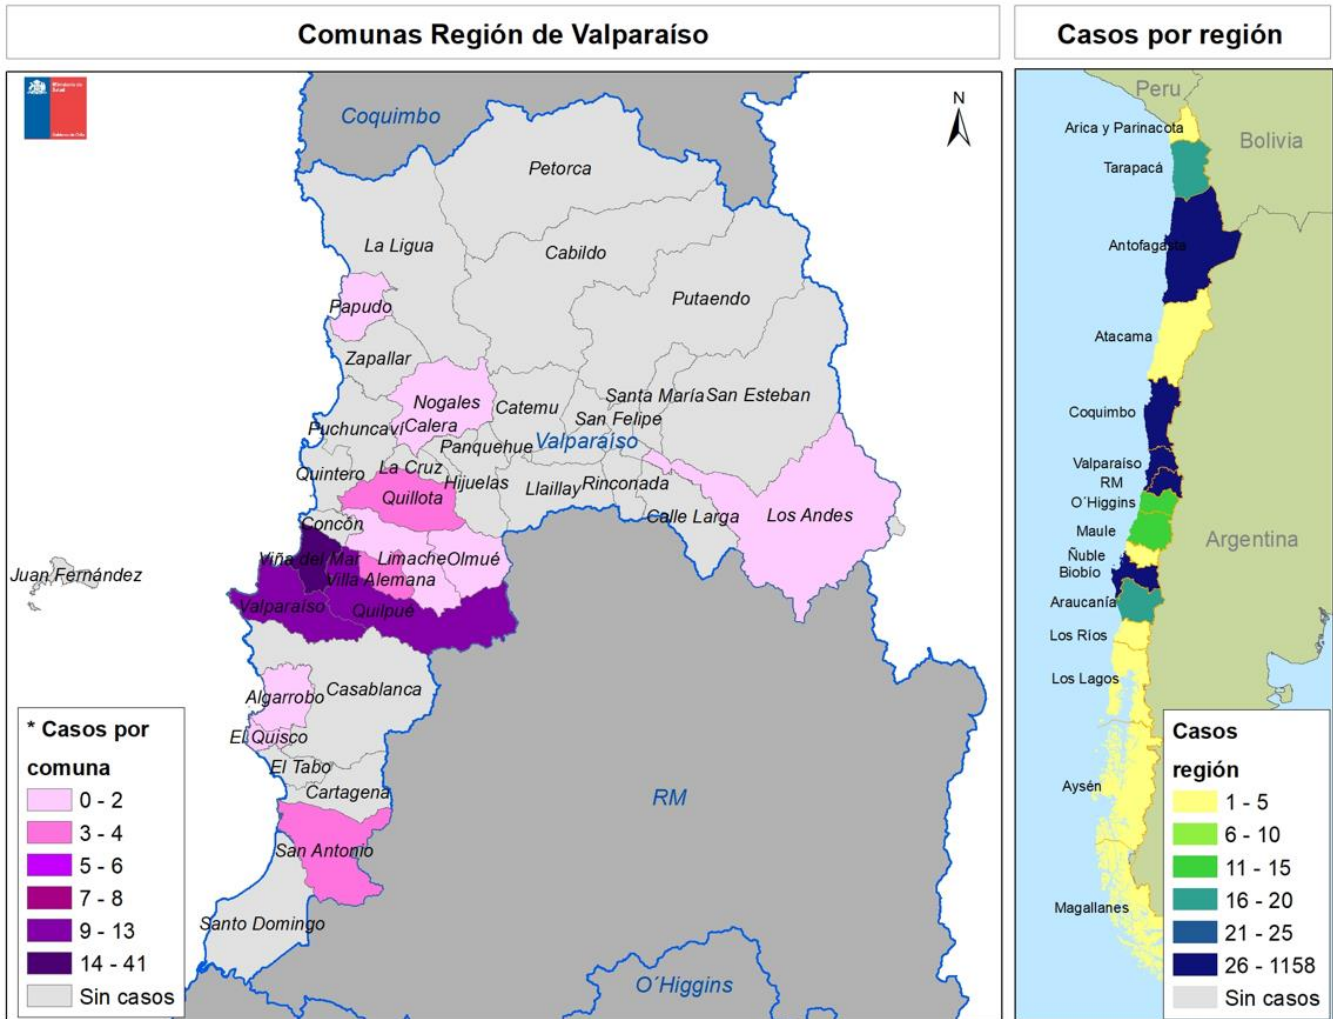 Comunas Región de Valparaíso
Casos por región
Ministerio de
Salud
Gobierno de Chile
N
Coquimbo
Petorca
La Ligua
Cabildo
Putaendo
Papudo
Zapallar
Santa María
San Esteban
Nogales
Catemu
San Felipe
Puchuncaví
Calera
Panquehue
Valparaíso
La Cruz
Quintero
Hijuelas
Llaillay
Rinconada
Quillota
Calle Larga
Los Andes
Concón
Viña del Mar
Limache
Olmué
Juan Fernández
Villa Alemana
Valparaíso
Quilpué
Algarrobo
Casablanca
El Quisco
El Tabo
Cartagena
RM
San Antonio
Santo Domingo
O´Higgins
* Casos por
comuna
0 - 2
3 - 4
5 - 6
7 - 8
9 - 13
14 - 41
Sin casos
Peru
Arica y Parinacota
Bolivia
Tarapacá
Antofagasta
Atacama
Coquimbo
Valparaíso
RM
O´Higgins
Maule
Argentina
Ñuble
Biobío
Araucanía
Los Ríos
Los Lagos
Aysén
Magallanes
Casos
región
1 - 5
6 - 10
11 - 15
16 - 20
21 - 25
26 - 1158
Sin casos